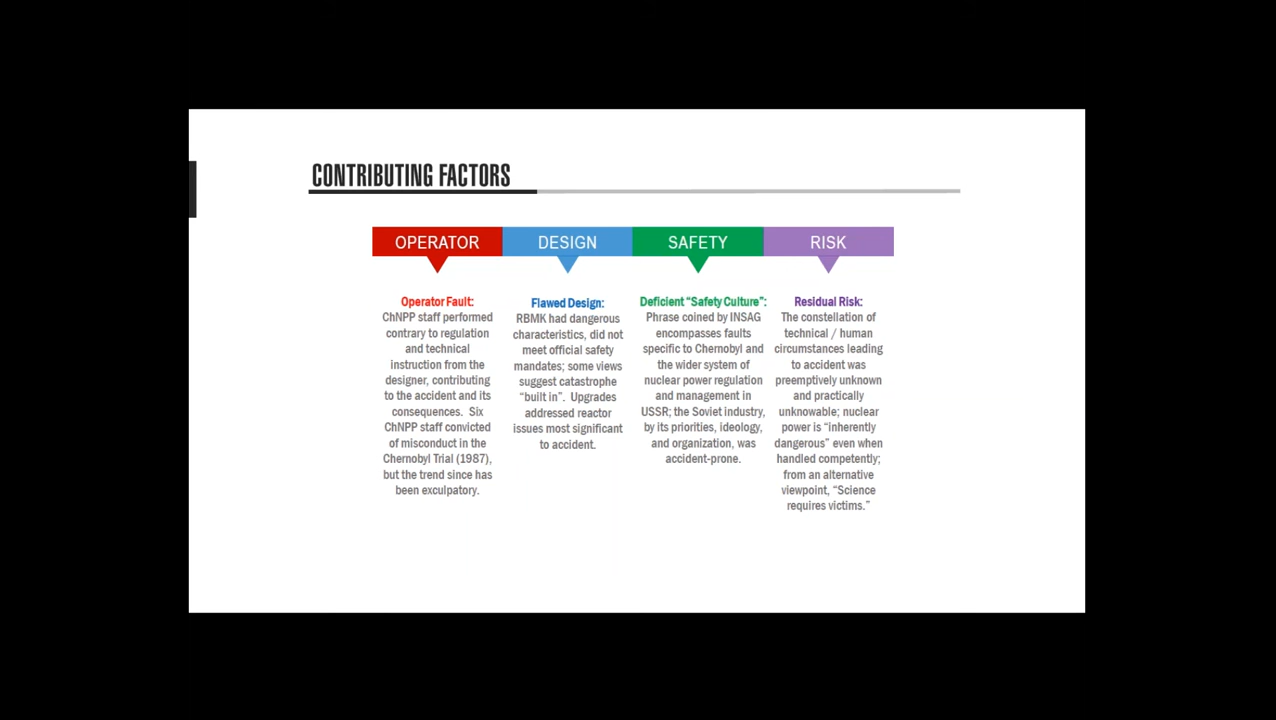 CONTRIBUTING FACTORS
OPERATOR
DESIGN
SAFETY
RISK
Operator Fault:
ChNPP staff performed
contrary to regulation
and technical
instruction from the
designer, contributing
to the accident and its
consequences. Six
ChNPP staff convicted
of misconduct in the
Chernobyl Trial (1987),
but the trend since has
been exculpatory.
Flawed Design:
RBMK had dangerous
characteristics, did not
meet official safety
mandates; some views
suggest catastrophe
“built in”. Upgrades
addressed reactor
issues most significant
to accident.
Deficient “Safety Culture”:
Phrase coined by INSAG
encompasses faults
specific to Chernobyl and
the wider system of
nuclear power regulation
and management in
USSR; the Soviet industry,
by its priorities, ideology,
and organization, was
accident-prone.
Residual Risk:
The constellation of
technical / human
circumstances leading
to accident was
preemptively unknown
and practically
unknowable; nuclear
power is “inherently
dangerous” even when
handled competently;
from an alternative
viewpoint, “Science
requires victims.”